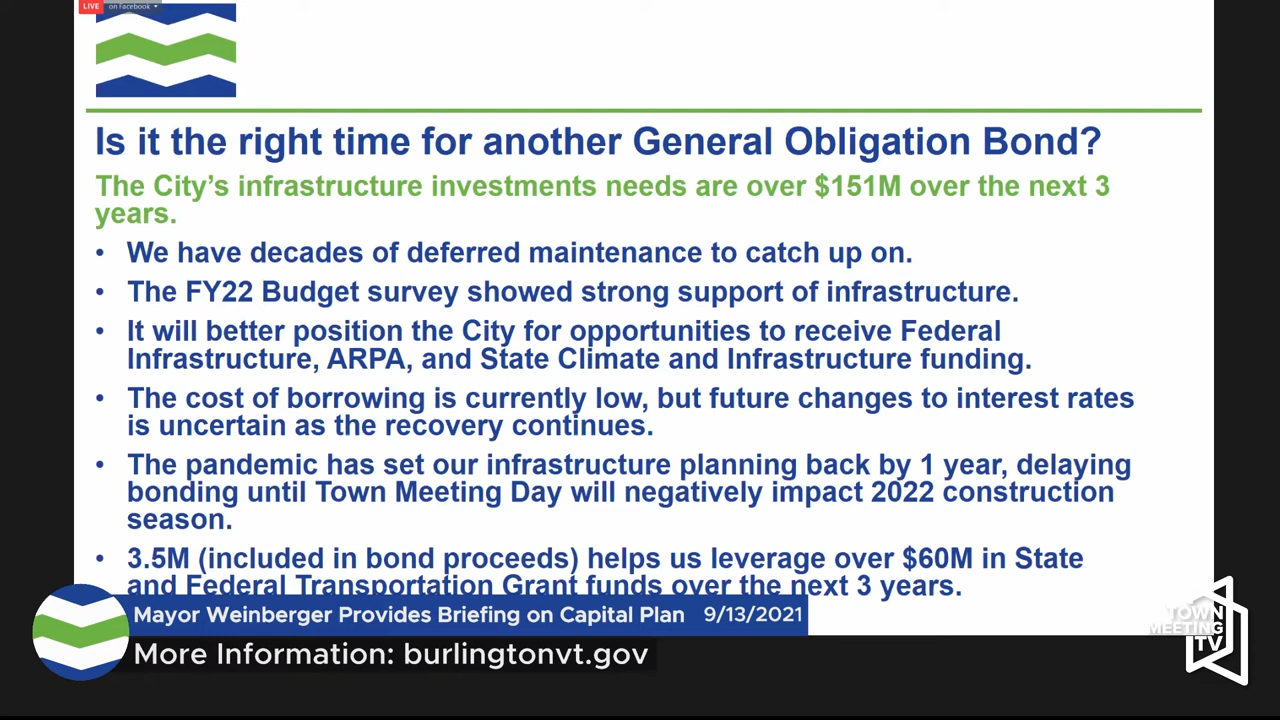 LIVE on Facebook
Is it the right time for another General Obligation Bond?
The City's infrastructure investments needs are over $151M over the next 3
years.
• We have decades of deferred maintenance to catch up on.
• The FY22 Budget survey showed strong support of infrastructure.
• It will better position the City for opportunities to receive Federal
Infrastructure, ARPA, and State Climate and Infrastructure funding.
• The cost of borrowing is currently low, but future changes to interest rates
is uncertain as the recovery continues.
• The pandemic has set our infrastructure planning back by 1 year, delaying
bonding until Town Meeting Day will negatively impact 2022 construction
season.
• 3.5M (included in bond proceeds) helps us leverage over $60M in State
and Federal Transportation Grant funds over the next 3 years.
Mayor Weinberger Provides Briefing on Capital Plan 9/13/2021
More Information: burlingtonvt.gov
TOWN
MEETING
TV